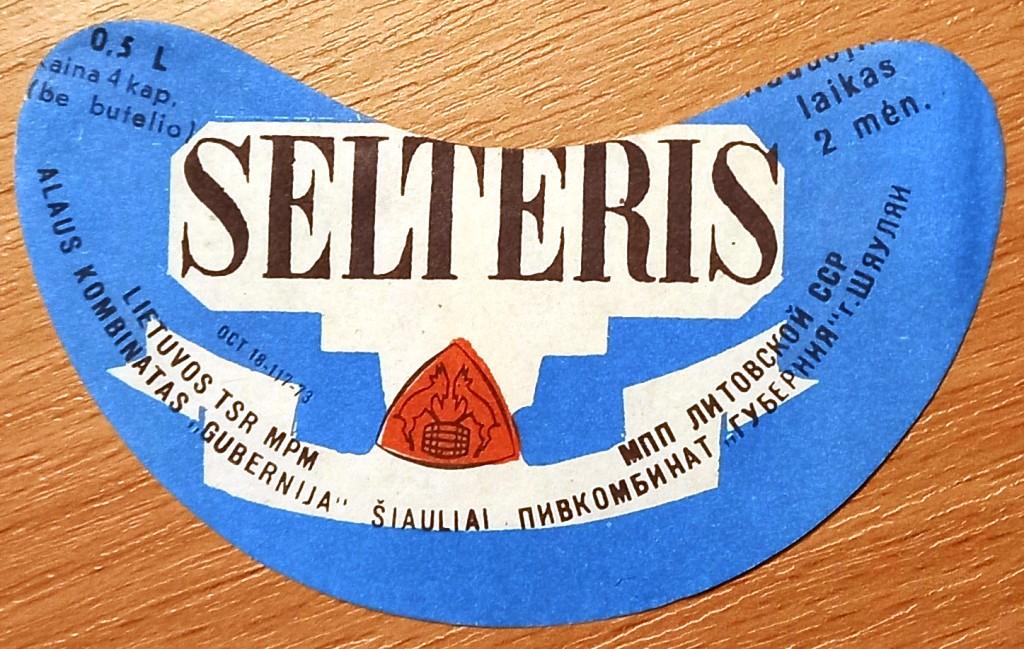 0.5 L
aina 4 kap.
(be butelio)
laikas
2 mėn.
SELTERIS
OCT 18-117-73
LIETUVOS TSR MPM
ALAUS KOMBINATAS „GUBERNIJA“ ŠIAULIAI
МПП ЛИТОВСКОЙ ССР
ПИВКОМБИНАТ „ГУБЕРНИЯ“ г. ШЯУЛЯЙ